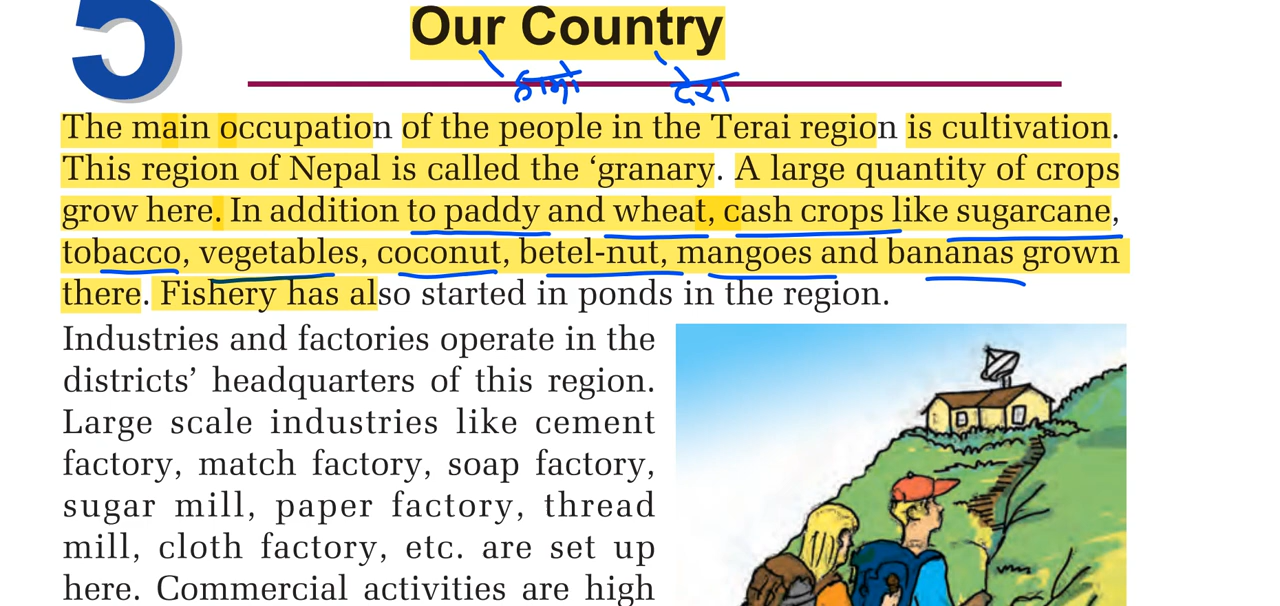 5
Our Country
हाम्रो देश
The main occupation of the people in the Terai region is cultivation.
This region of Nepal is called the ‘granary. A large quantity of crops
grow here. In addition to paddy and wheat, cash crops like sugarcane,
tobacco, vegetables, coconut, betel-nut, mangoes and bananas grown
there. Fishery has also started in ponds in the region.
Industries and factories operate in the
districts’ headquarters of this region.
Large scale industries like cement
factory, match factory, soap factory,
sugar mill, paper factory, thread
mill, cloth factory, etc. are set up
here. Commercial activities are high